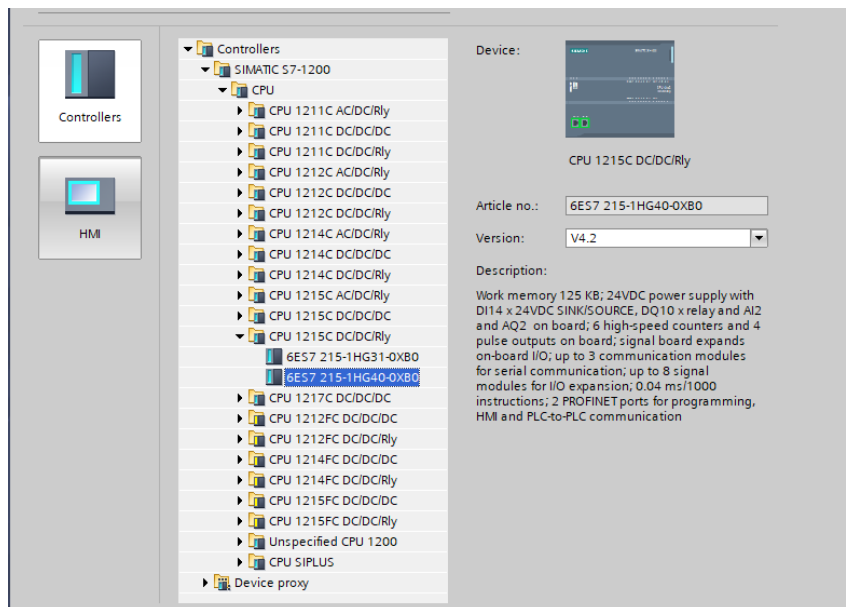 Controllers
HMI
Controllers
SIMATIC S7-1200
CPU
CPU 1211C AC/DC/Rly
CPU 1211C DC/DC/DC
CPU 1211C DC/DC/Rly
CPU 1212C AC/DC/Rly
CPU 1212C DC/DC/DC
CPU 1212C DC/DC/Rly
CPU 1214C AC/DC/Rly
CPU 1214C DC/DC/DC
CPU 1214C DC/DC/Rly
CPU 1215C AC/DC/Rly
CPU 1215C DC/DC/DC
CPU 1215C DC/DC/Rly
6ES7 215-1HG31-0XB0
6ES7 215-1HG40-0XB0
CPU 1217C DC/DC/DC
CPU 1212FC DC/DC/DC
CPU 1212FC DC/DC/Rly
CPU 1214FC DC/DC/DC
CPU 1214FC DC/DC/Rly
CPU 1215FC DC/DC/DC
CPU 1215FC DC/DC/Rly
Unspecified CPU 1200
CPU SIPLUS
Device proxy
Device:
CPU 1215C DC/DC/Rly
Article no.: 6ES7 215-1HG40-0XB0
Version: V4.2
Description:
Work memory 125 KB; 24VDC power supply with
DI14 x 24VDC SINK/SOURCE, DQ10 x relay and AI2
and AQ2 on board; 6 high-speed counters and 4
pulse outputs on board; signal board expands
on-board I/O; up to 3 communication modules
for serial communication; up to 8 signal
modules for I/O expansion; 0.04 ms/1000
instructions; 2 PROFINET ports for programming,
HMI and PLC-to-PLC communication